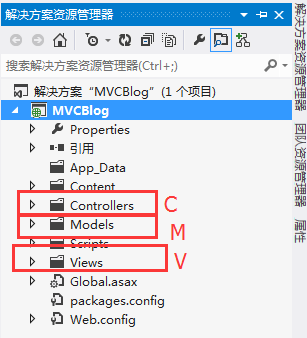 解决方案资源管理器
搜索解决方案资源管理器(Ctrl+;)
解决方案“MVCBlog”(1 个项目)
MVCBlog
Properties
引用
App_Data
Content
Controllers C
Models M
Scripts
Views V
Global.asax
packages.config
Web.config
解决方案资源管理器
团队资源管理器
属性